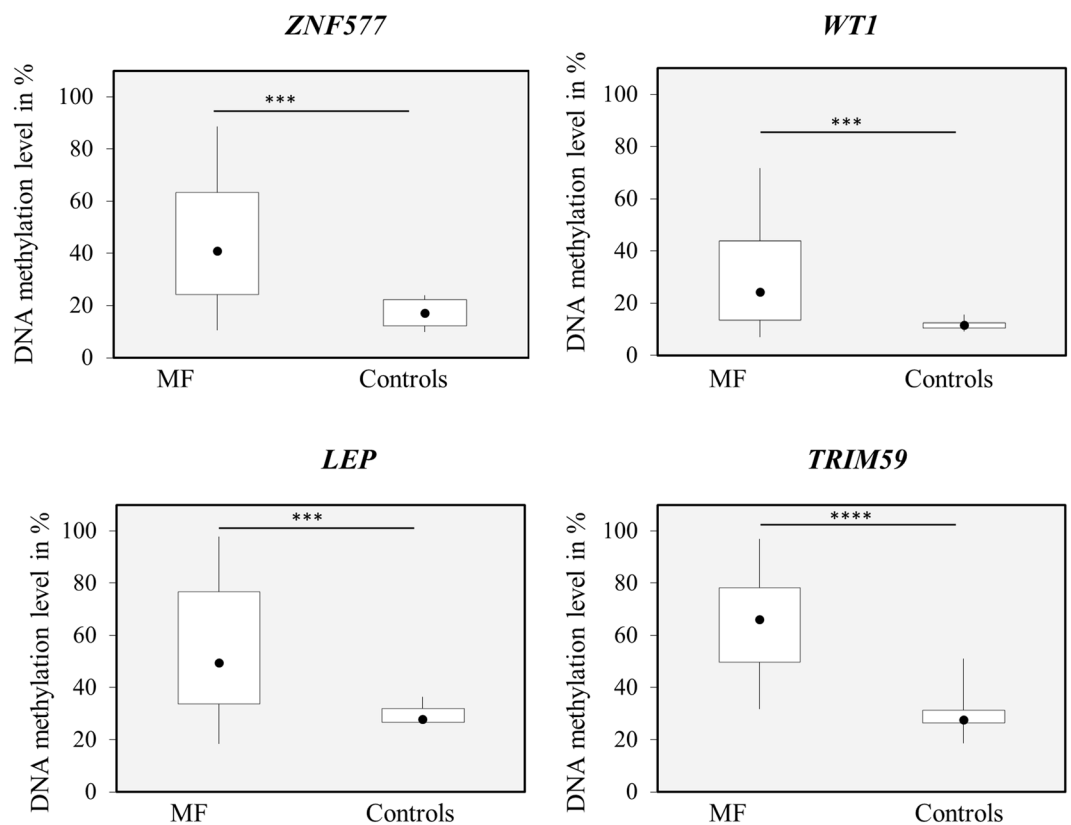 ZNF577
DNA methylation level in %
100
80
60
40
20
0
***
MF
Controls
WT1
DNA methylation level in %
100
80
60
40
20
0
***
MF
Controls
LEP
DNA methylation level in %
100
80
60
40
20
0
***
MF
Controls
TRIM59
DNA methylation level in %
100
80
60
40
20
0
****
MF
Controls